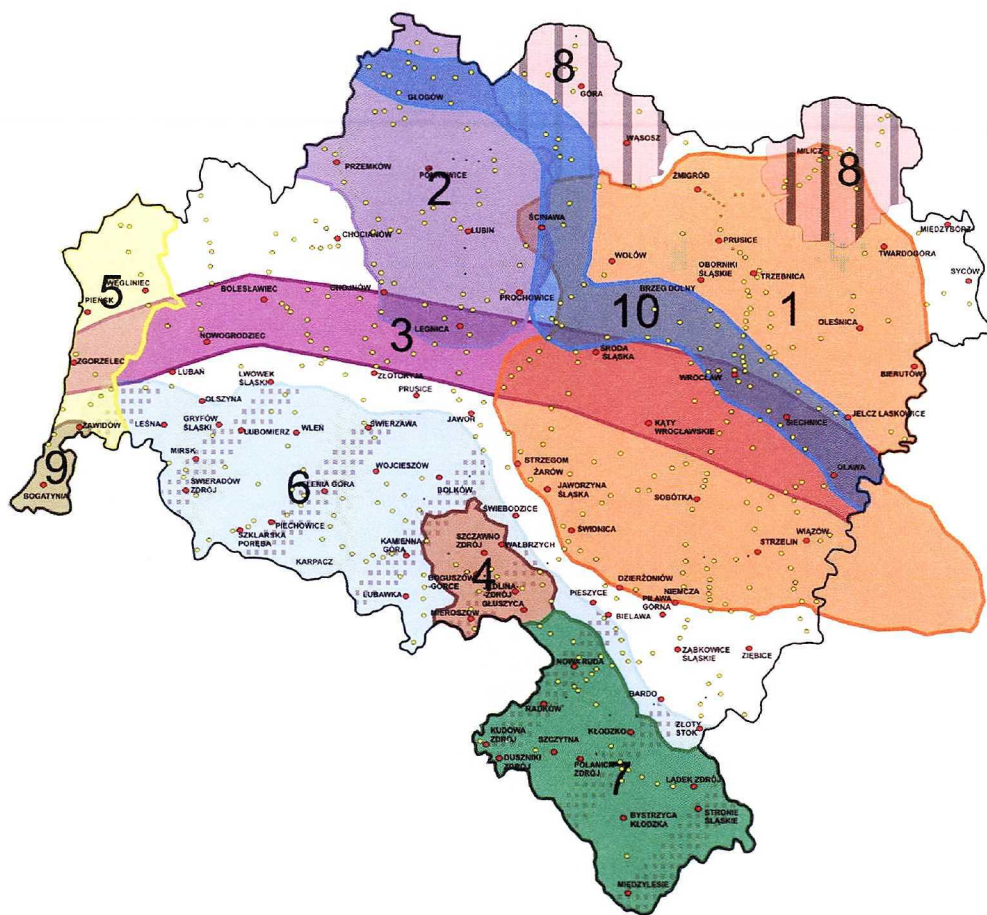 8
GÓRA
GŁOGÓW
WĄSOSZ
MILICZ
8
PRZEMKÓW
POLKOWICE
2
ŻMIGRÓD
ŚCINAWA
MIĘDZYBÓRZ
CHOCIANÓW
LUBIN
PRUSICE
TWARDOGÓRA
WOŁÓW
OBORNIKI
ŚLĄSKIE
TRZEBNICA
SYCÓW
WĘGLINIEC
5
PIEŃSK
BOLESŁAWIEC
CHOJNÓW
PROCHOWICE
BRZEG DOLNY
10
1
LEGNICA
3
OLEŚNICA
NOWOGRODZIEC
ŚRODA
ŚLĄSKA
ZGORZELEC
LUBAŃ
LWOWEK
ŚLĄSKI
ZŁOTORYJA
WROCŁAW
BIERUTÓW
PRUSICE
OLSZYNA
JAWOR
SIECHNICE
JELCZ LASKOWICE
ZAWIDÓW
LEŚNA
GRYFÓW
ŚLĄSKI
LUBOMIERZ
WLEŃ
ŚWIERZAWA
KĄTY
WROCŁAWSKIE
MIRSK
9
BOGATYNIA
WOJCIESZÓW
STRZEGOM
ŻARÓW
OŁAWA
ŚWIERADÓW
ZDRÓJ
6
JELENIA GÓRA
BOLKÓW
JAWORZYNA
ŚLĄSKA
SOBÓTKA
ŚWIEBODZICE
PIECHOWICE
SZKLARSKA
PORĘBA
ŚWIDNICA
WIĄZÓW
STRZELIN
KAMIENNA
GÓRA
SZCZAWNO
ZDRÓJ
WAŁBRZYCH
KARPACZ
4
BOGUSZÓW
GORCE
JEDLINA
ZDRÓJ
GŁUSZYCA
DZIERŻONIÓW
LUBAWKA
PIESZYCE
NIEMCZA
PIŁAWA
GÓRNA
MIEROSZÓW
BIELAWA
ZĄBKOWICE
ŚLĄSKIE
ZIĘBICE
NOWA RUDA
BARDO
RADKÓW
ZŁOTY
STOK
KŁODZKO
KUDOWA
ZDRÓJ
SZCZYTNA
DUSZNIKI
ZDRÓJ
POLANICA
ZDRÓJ
7
LĄDEK ZDRÓJ
STRONIE
ŚLĄSKIE
BYSTRZYCA
KŁODZKA
MIĘDZYLESIE